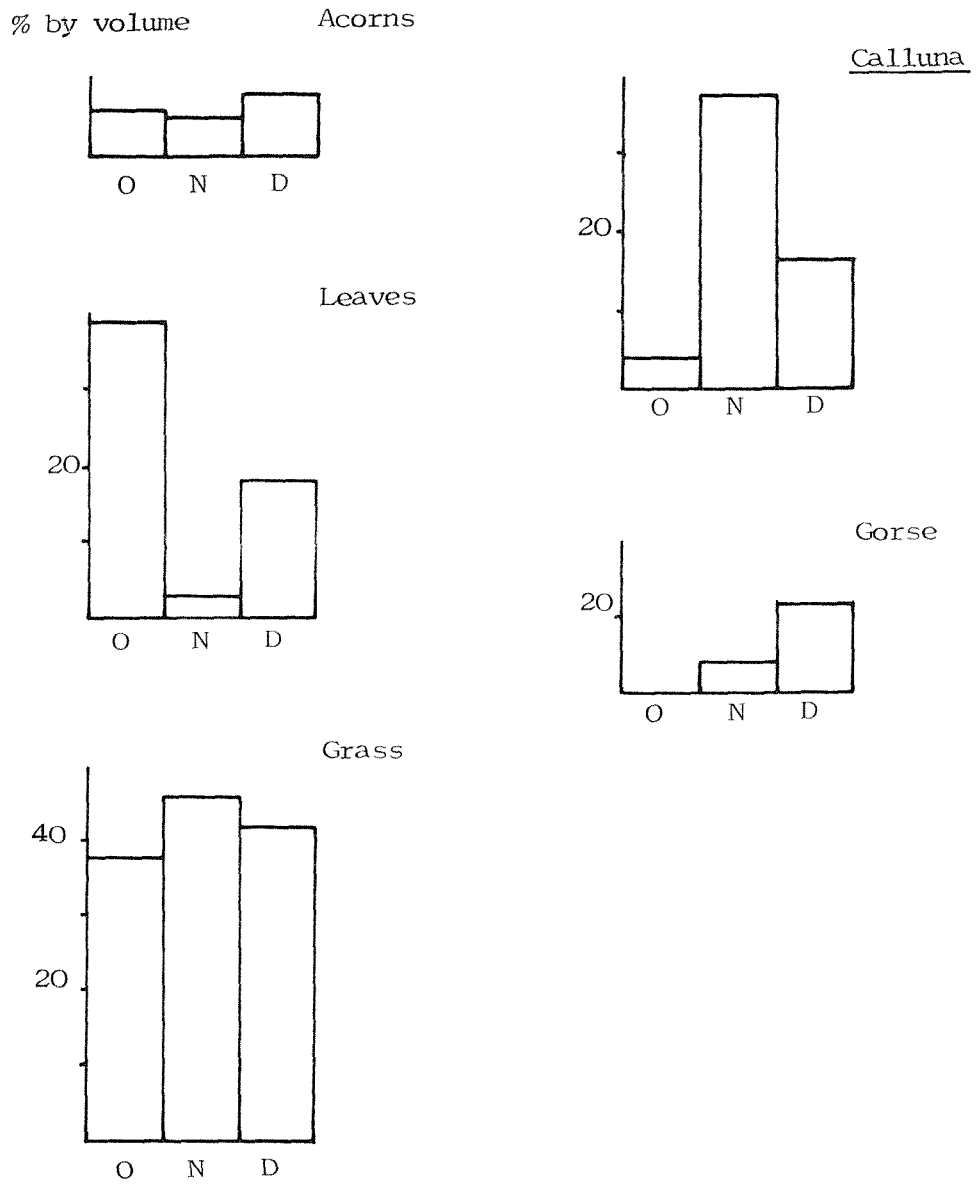 % by volume
Acorns
O N D
Calluna
20
O N D
Leaves
20
O N D
Gorse
20
O N D
Grass
40
20
O N D